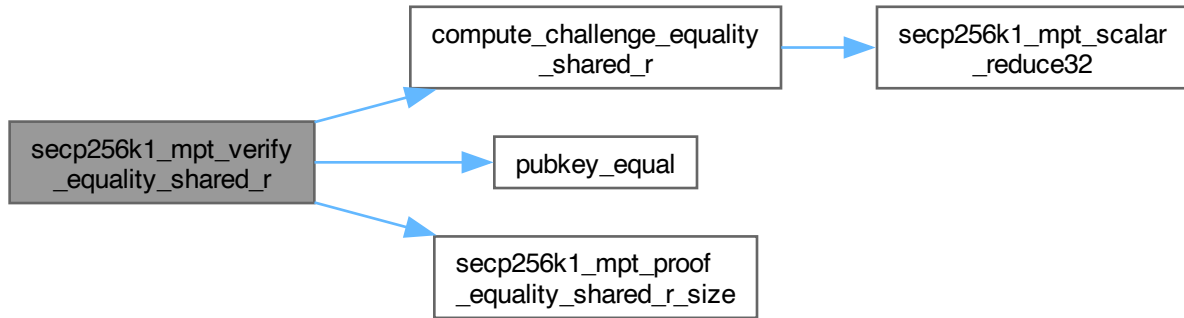 secp256k1_mpt_verify
_equality_shared_r
compute_challenge_equality
_shared_r
secp256k1_mpt_scalar
_reduce32
pubkey_equal
secp256k1_mpt_proof
_equality_shared_r_size